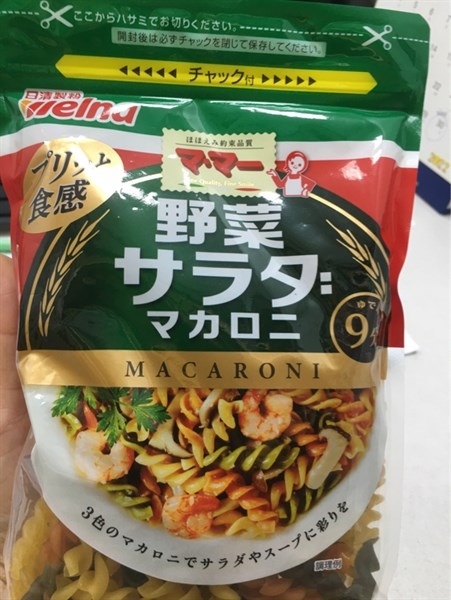 ここからハサミでお切りください。
開封後は必ずチャックを閉じて保存してください。
チャック付
日清製粉
Welna
ほほえみ約束品質
マ・マー
プリッと
食感
野菜
サラダ
マカロニ
ゆで
9
MACARONI
3色のマカロニでサラダやスープに彩りを
調理例